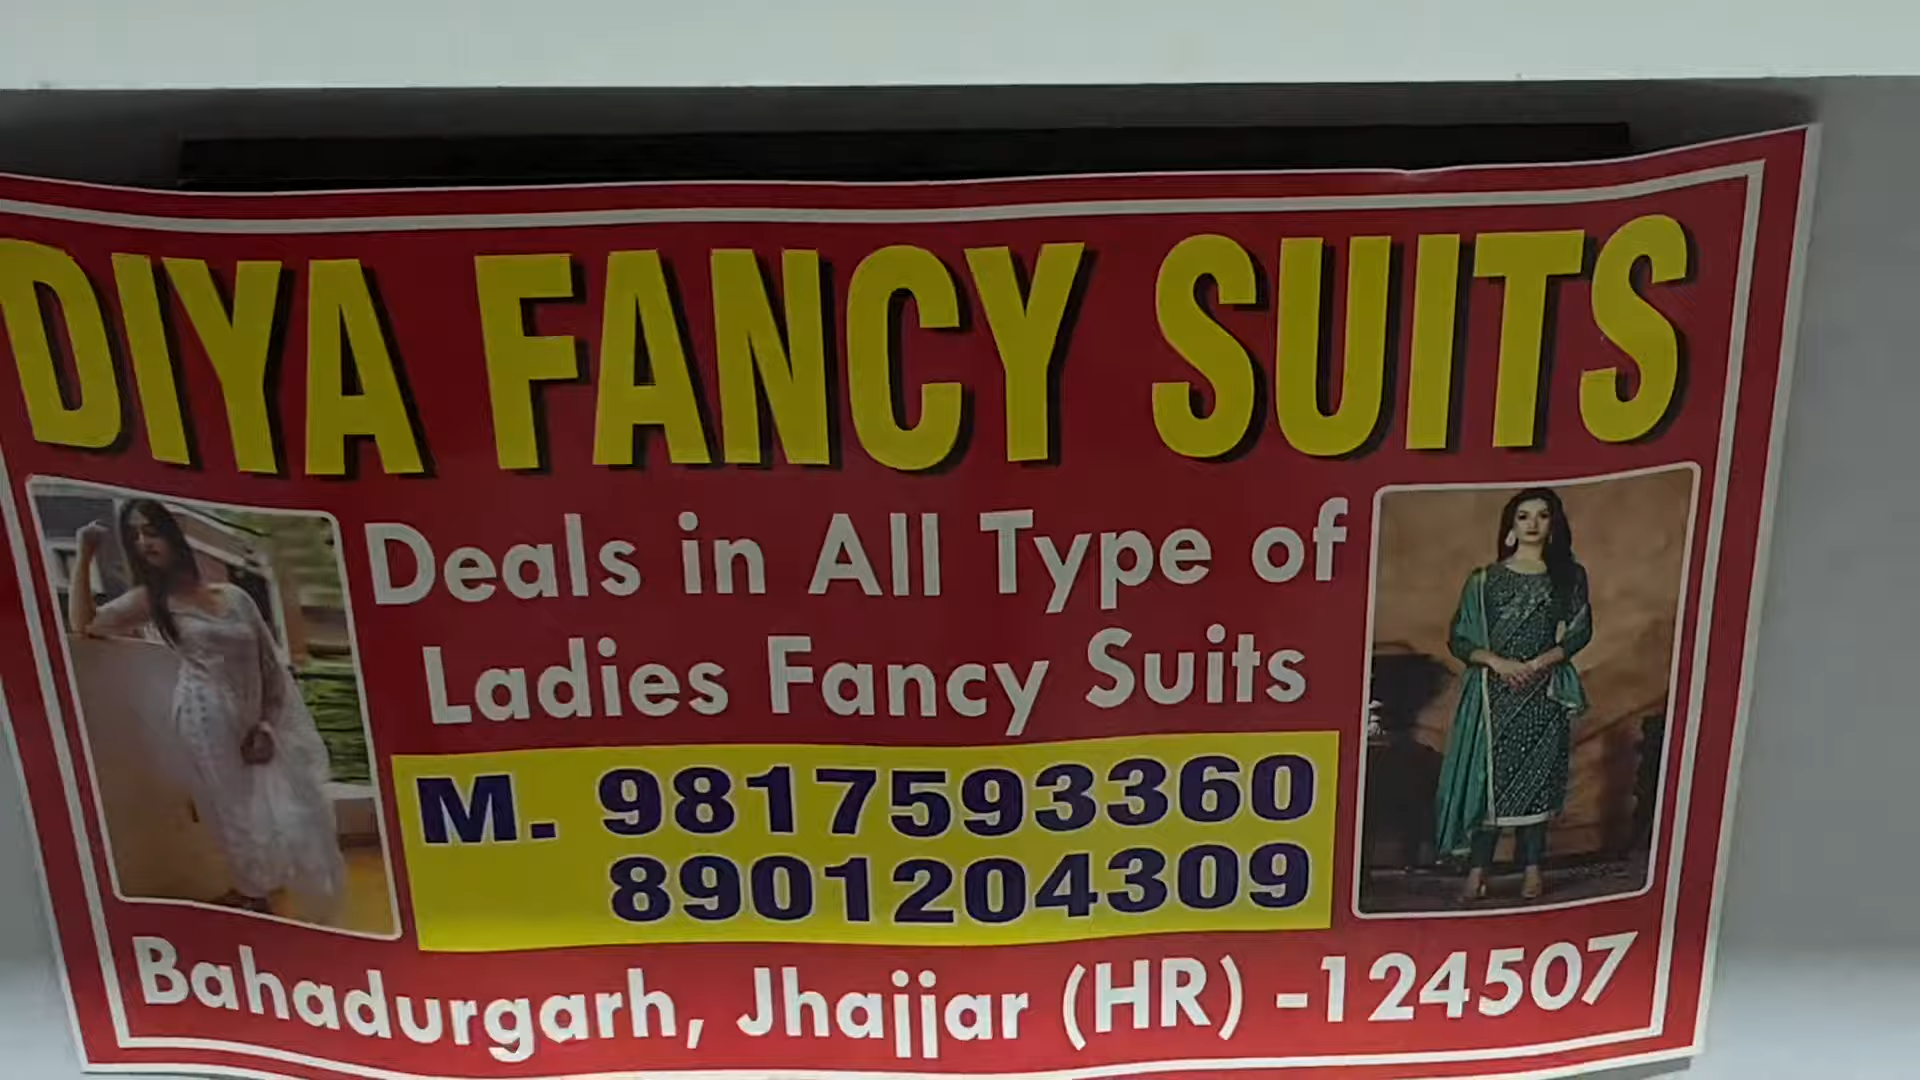 DIYA FANCY SUITS
Deals in All Type of
Ladies Fancy Suits
M. 9817593360
8901204309
Bahadurgarh, Jhajjar (HR) -124507